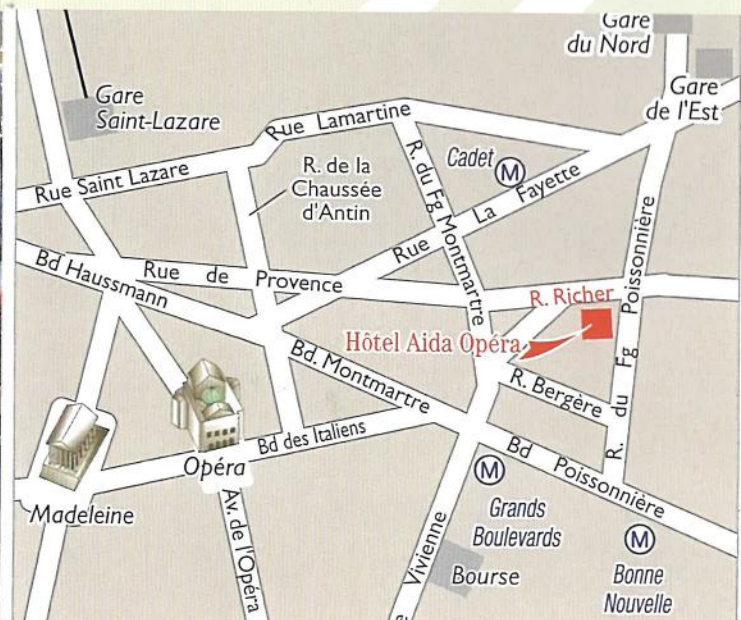 Gare
du Nord
Gare
de l'Est
Gare
Saint-Lazare
Rue Lamartine
Cadet
M
R. de la
Chaussée
d'Antin
Rue Saint Lazare
R. du Fg Montmartre
Rue La Fayette
R. du Fg Poissonnière
Bd Haussmann
Rue de Provence
R. Richer
Hôtel Aida Opéra
Bd. Montmartre
R. Bergère
Bd des Italiens
Opéra
Bd Poissonnière
Madeleine
Av. de l'Opéra
M
Grands
Boulevards
Vivienne
Bourse
M
Bonne
Nouvelle